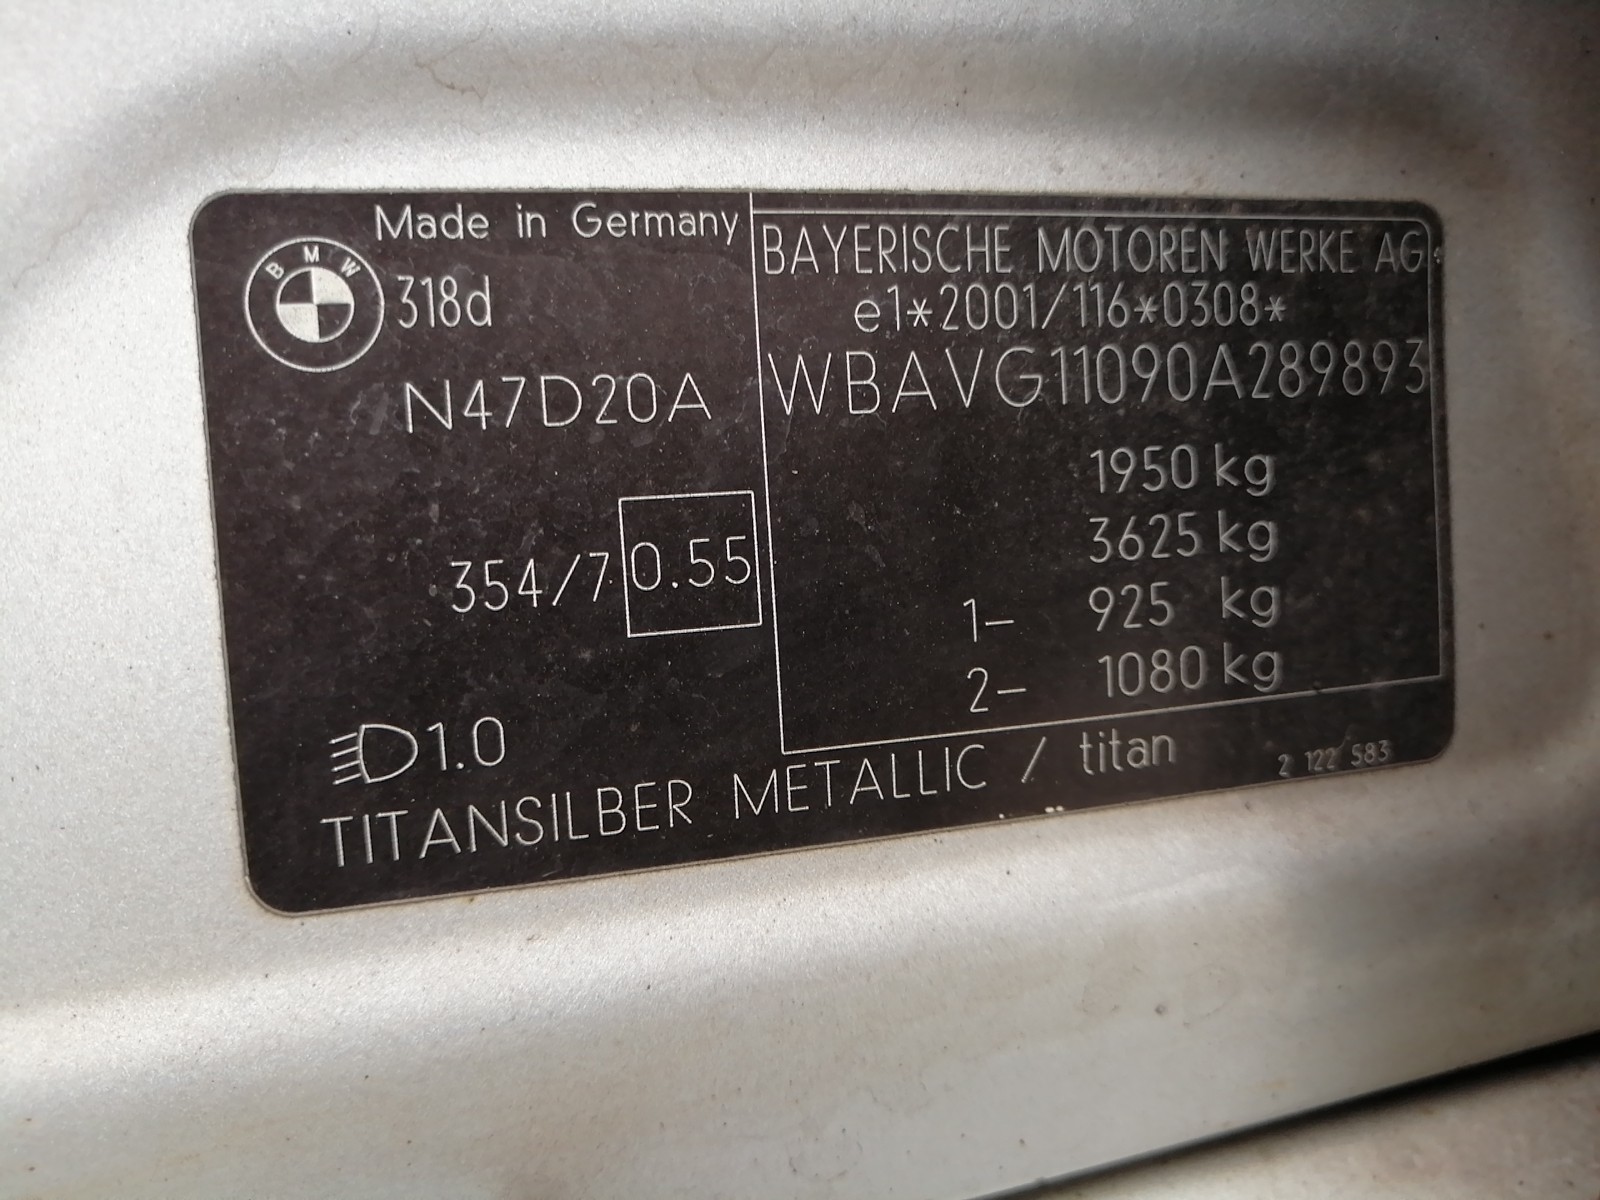 Made in Germany
BMW
318d
N47D20A
354/7 0.55
1.0
BAYERISCHE MOTOREN WERKE AG
e1*2001/116*0308*
WBAVG11090A289893
1950 kg
3625 kg
1– 925 kg
2– 1080 kg
TITANSILBER METALLIC / titan
2 122 583